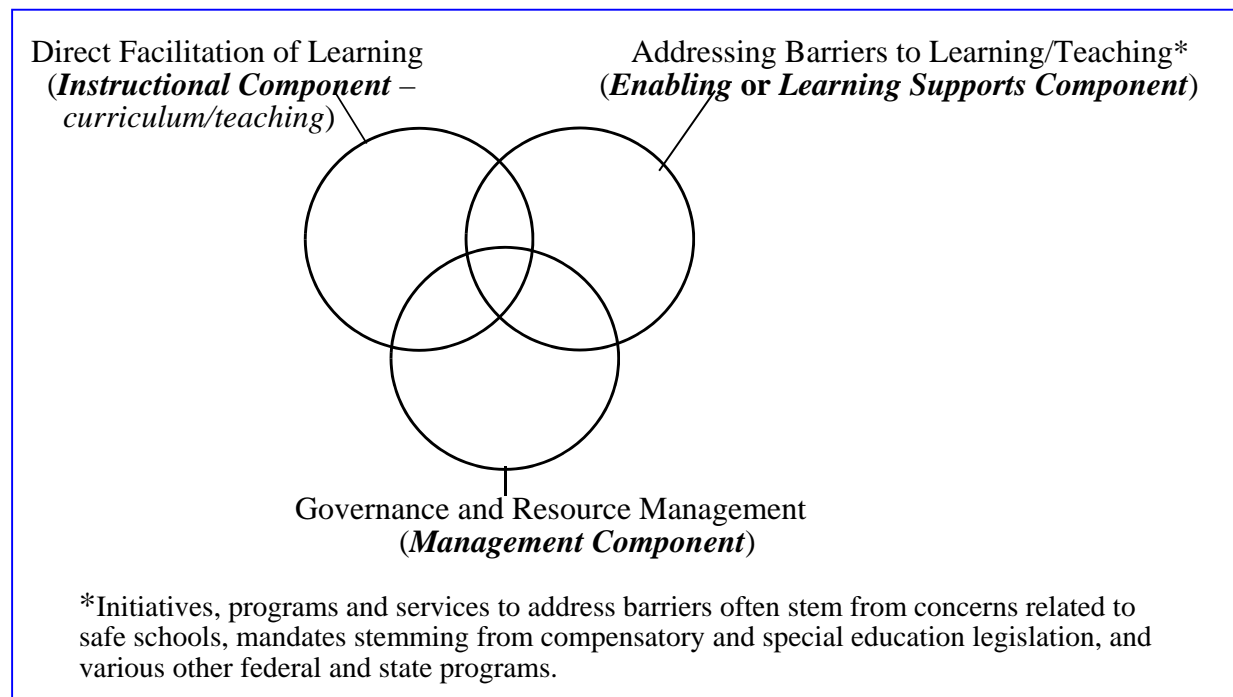 Direct Facilitation of Learning
(Instructional Component –
curriculum/teaching)
Addressing Barriers to Learning/Teaching*
(Enabling or Learning Supports Component)
Governance and Resource Management
(Management Component)
*Initiatives, programs and services to address barriers often stem from concerns related to
safe schools, mandates stemming from compensatory and special education legislation, and
various other federal and state programs.